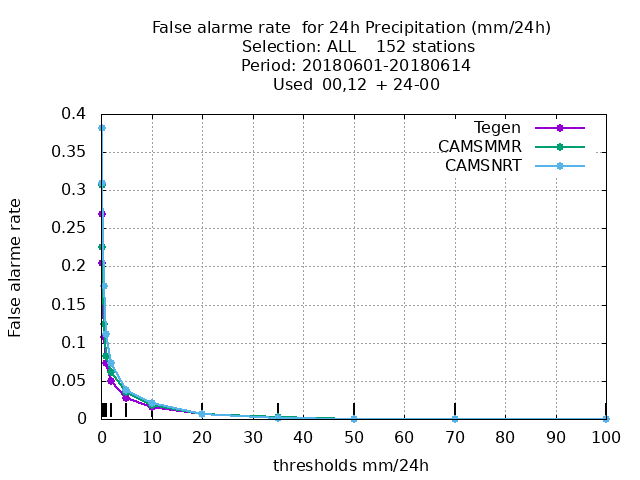 False alarme rate  for 24h Precipitation (mm/24h)
Selection: ALL    152 stations
Period: 20180601-20180614
Used  00,12  + 24-00
Tegen
CAMSMMR
CAMSNRT
False alarme rate
0.4
0.35
0.3
0.25
0.2
0.15
0.1
0.05
0
0 10 20 30 40 50 60 70 80 90 100
thresholds mm/24h